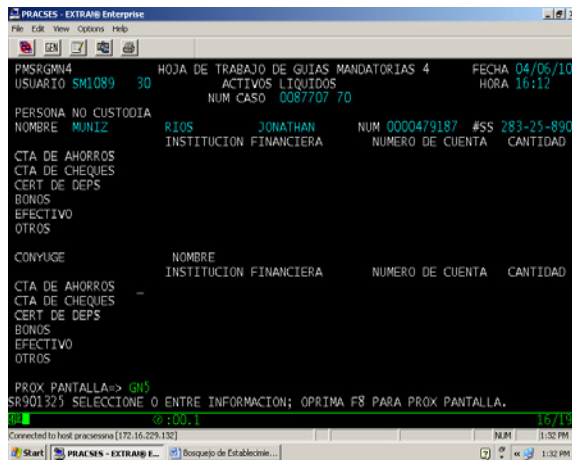 PRACSES - EXTRA!® Enterprise
File Edit View Options Help
PMSRGMN4 HOJA DE TRABAJO DE GUIAS MANDATORIAS 4 FECHA 04/06/10
USUARIO SM1089 30 ACTIVOS LIQUIDOS HORA 16:12
NUM CASO 0087707 70
PERSONA NO CUSTODIA
NOMBRE MUNIZ RIOS JONATHAN NUM 0000479187 #SS 283-25-890
INSTITUCION FINANCIERA NUMERO DE CUENTA CANTIDAD
CTA DE AHORROS
CTA DE CHEQUES
CERT DE DEPS
BONOS
EFECTIVO
OTROS
CONYUGE NOMBRE
INSTITUCION FINANCIERA NUMERO DE CUENTA CANTIDAD
CTA DE AHORROS _
CTA DE CHEQUES
CERT DE DEPS
BONOS
EFECTIVO
OTROS
PROX PANTALLA=> GN5
SR901325 SELECCIONE O ENTRE INFORMACION; OPRIMA F8 PARA PROX PANTALLA.
:00.1 16/19
Connected to host pracsessna [172.16.229.132] NUM 1:32 PM
Start PRACSES - EXTRA!® E... Bosquejo de Establecimie... 1:32 PM